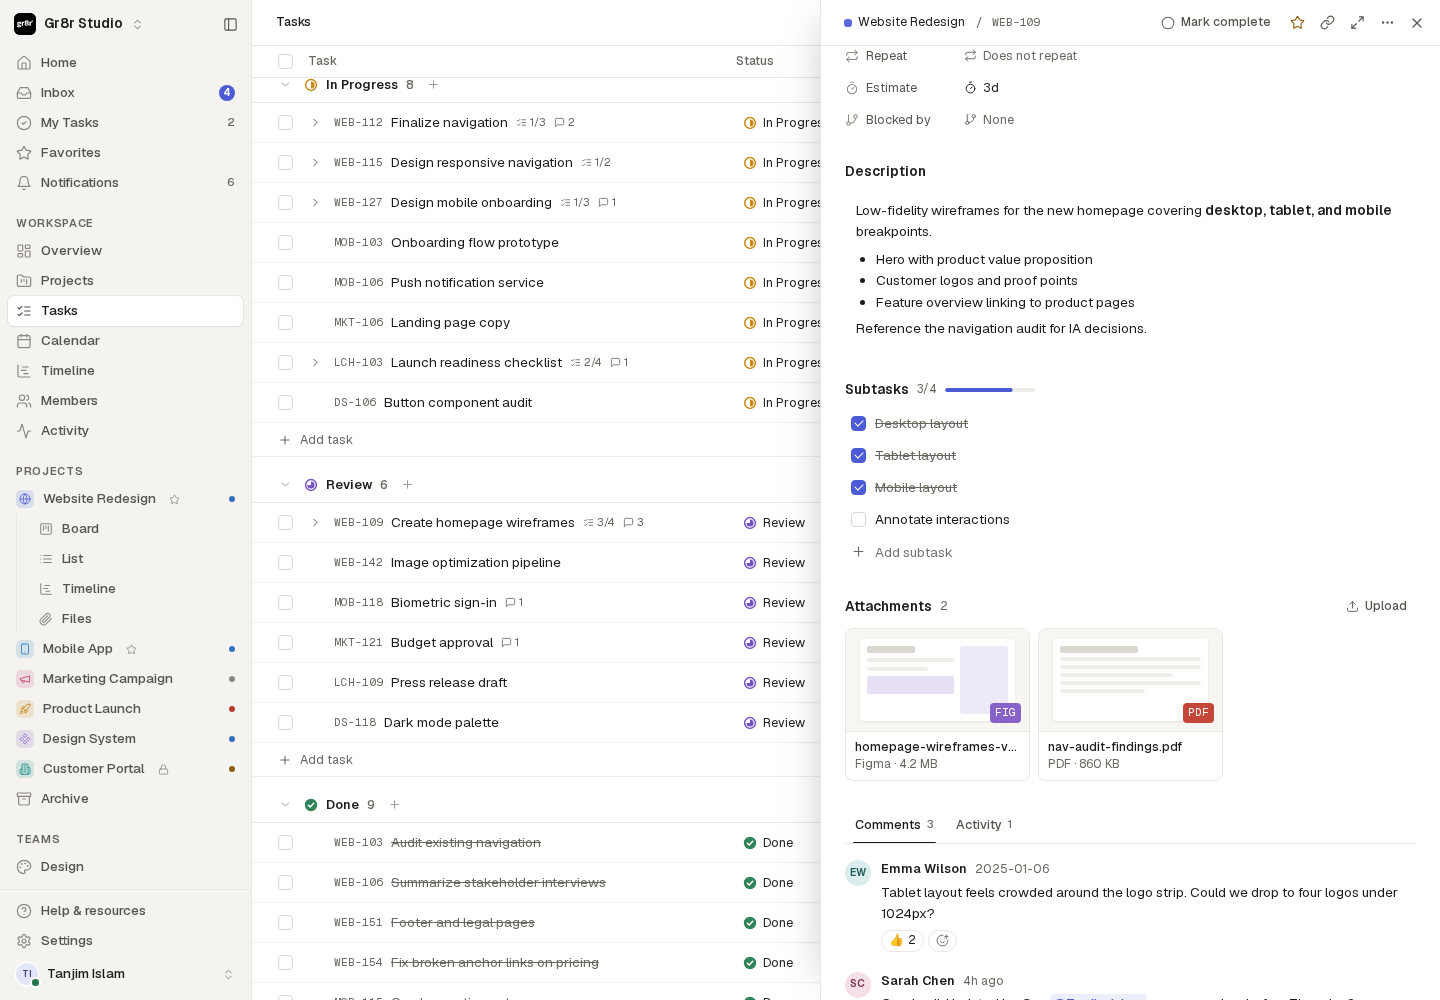 gr8r Gr8r Studio
Home
Inbox 4
My Tasks 2
Favorites
Notifications 6
WORKSPACE
Overview
Projects
Tasks
Calendar
Timeline
Members
Activity
PROJECTS
Website Redesign
Board
List
Timeline
Files
Mobile App
Marketing Campaign
Product Launch
Design System
Customer Portal
Archive
TEAMS
Design
Help & resources
Settings
TI Tanjim Islam
Tasks
Task Status
In Progress 8
WEB-112 Finalize navigation 1/3 2 In Progres
WEB-115 Design responsive navigation 1/2 In Progres
WEB-127 Design mobile onboarding 1/3 1 In Progres
MOB-103 Onboarding flow prototype In Progres
MOB-106 Push notification service In Progres
MKT-106 Landing page copy In Progres
LCH-103 Launch readiness checklist 2/4 1 In Progres
DS-106 Button component audit In Progres
Add task
Review 6
WEB-109 Create homepage wireframes 3/4 3 Review
WEB-142 Image optimization pipeline Review
MOB-118 Biometric sign-in 1 Review
MKT-121 Budget approval 1 Review
LCH-109 Press release draft Review
DS-118 Dark mode palette Review
Add task
Done 9
WEB-103 Audit existing navigation Done
WEB-106 Summarize stakeholder interviews Done
WEB-151 Footer and legal pages Done
WEB-154 Fix broken anchor links on pricing Done
Website Redesign / WEB-109 Mark complete
Repeat Does not repeat
Estimate 3d
Blocked by None
Description
Low-fidelity wireframes for the new homepage covering desktop, tablet, and mobile
breakpoints.
• Hero with product value proposition
• Customer logos and proof points
• Feature overview linking to product pages
Reference the navigation audit for IA decisions.
Subtasks 3/4
Desktop layout
Tablet layout
Mobile layout
Annotate interactions
Add subtask
Attachments 2 Upload
FIG PDF
homepage-wireframes-v... nav-audit-findings.pdf
Figma · 4.2 MB PDF · 860 KB
Comments 3 Activity 1
EW Emma Wilson 2025-01-06
Tablet layout feels crowded around the logo strip. Could we drop to four logos under
1024px?
👍 2
SC Sarah Chen 4h ago